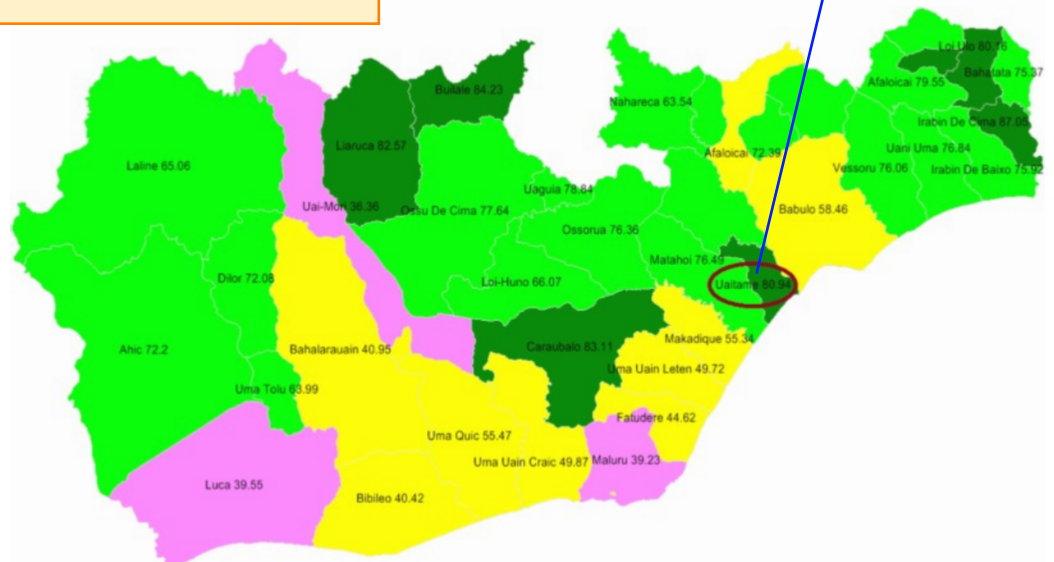 Loi Ulo 80.16
Bahatata 75.37
Afaloicai 79.55
Buitale 84.23
Nahareca 63.54
Irabin De Cima 87.05
Liaruca 82.57
Uani Uma 76.84
Afaloicai 72.39
Laline 65.06
Vessoru 76.06
Irabin De Baixo 75.92
Uaguia 78.84
Uai-Mori 36.36
Ossu De Cima 77.64
Babulo 58.46
Ossorua 76.36
Matahoi 76.49
Dilor 72.08
Loi-Huno 66.07
Uaitame 80.94
Makadique 55.34
Ahic 72.2
Bahalarauain 40.95
Caraubalo 83.11
Uma Uain Leten 49.72
Uma Tolu 63.99
Fatudere 44.62
Uma Quic 55.47
Uma Uain Craic 49.87
Maluru 39.23
Luca 39.55
Bibileo 40.42